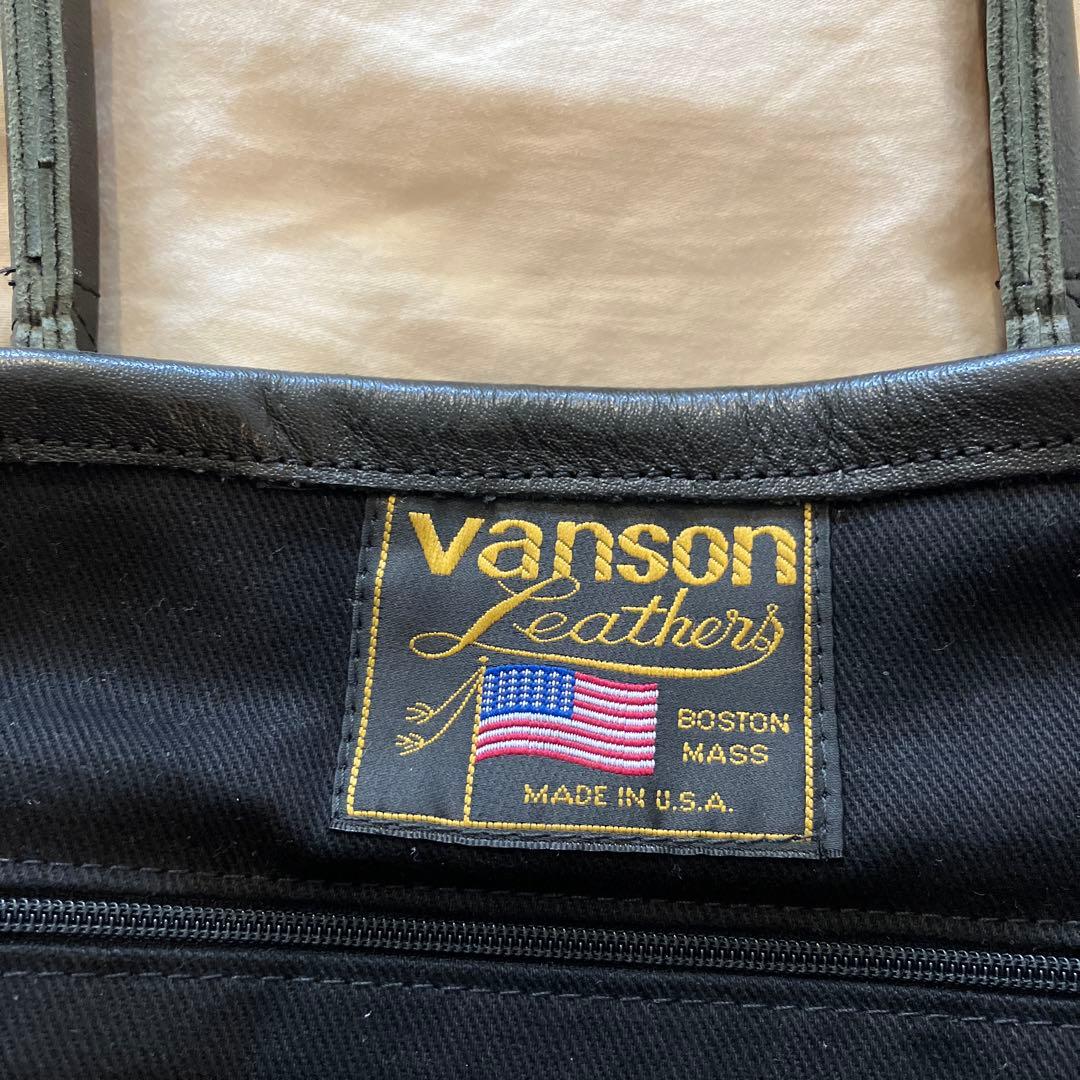 vanson
Leathers
BOSTON
MASS
MADE IN U.S.A.